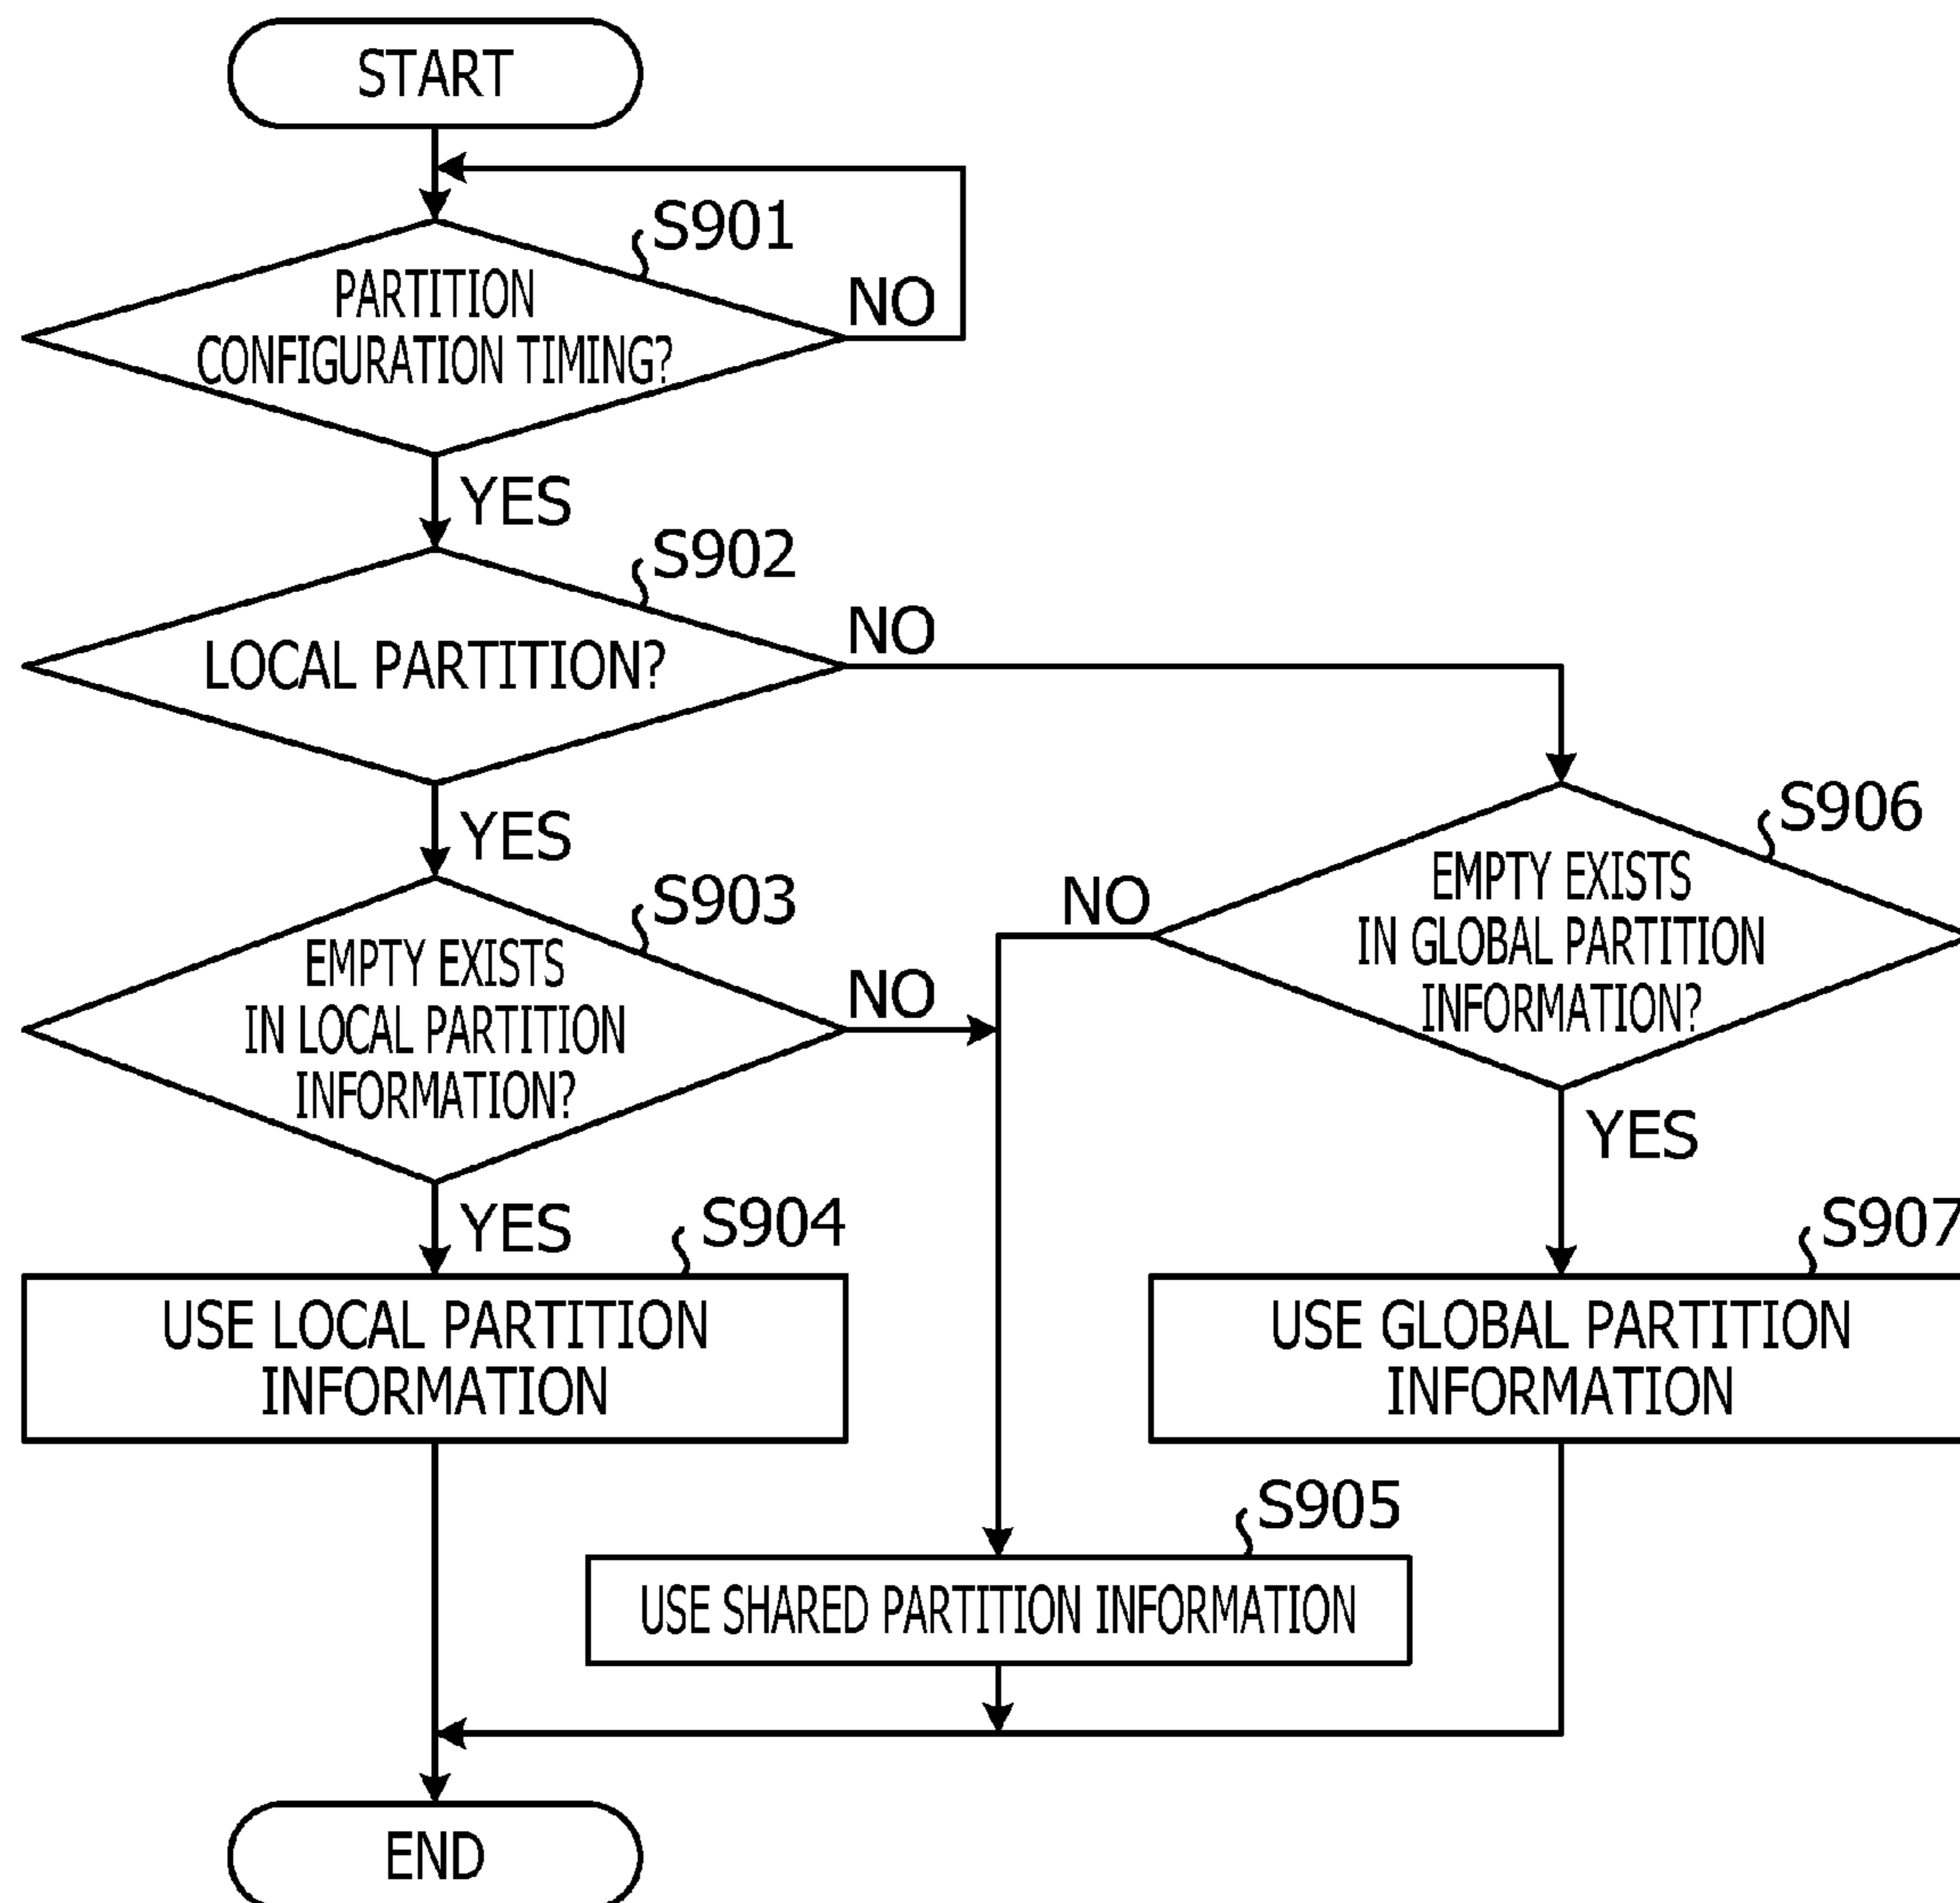 START
S901
PARTITION
CONFIGURATION TIMING?
NO
YES
S902
LOCAL PARTITION?
NO
YES
S903
EMPTY EXISTS
IN LOCAL PARTITION
INFORMATION?
NO
YES
S906
EMPTY EXISTS
IN GLOBAL PARTITION
INFORMATION?
NO
YES
S904
USE LOCAL PARTITION
INFORMATION
S907
USE GLOBAL PARTITION
INFORMATION
S905
USE SHARED PARTITION INFORMATION
END